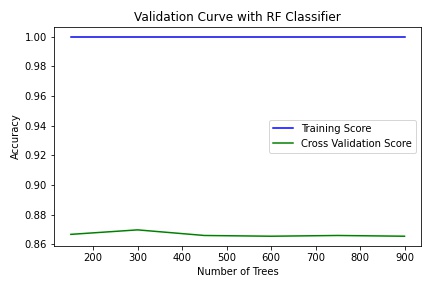 Validation Curve with RF Classifier
1.00
0.98
0.96
0.94
0.92
0.90
0.88
0.86
Accuracy
Training Score
Cross Validation Score
200 300 400 500 600 700 800 900
Number of Trees